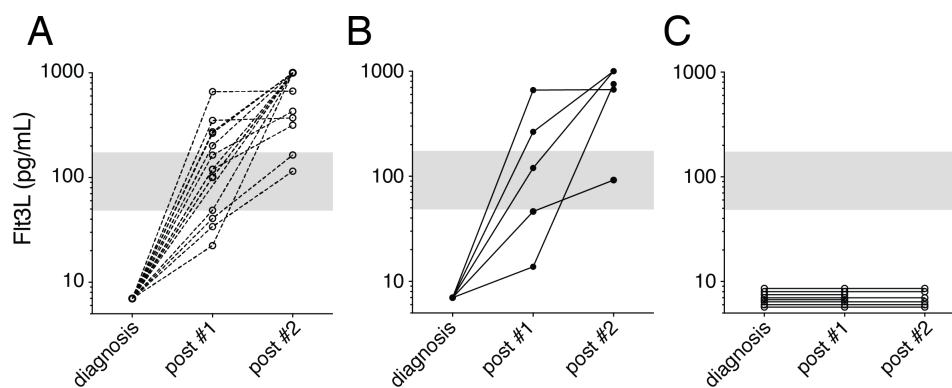 A
B
C
Flt3L (pg/mL)
1000
100
10
diagnosis
post #1
post #2
1000
100
10
diagnosis
post #1
post #2
1000
100
10
diagnosis
post #1
post #2